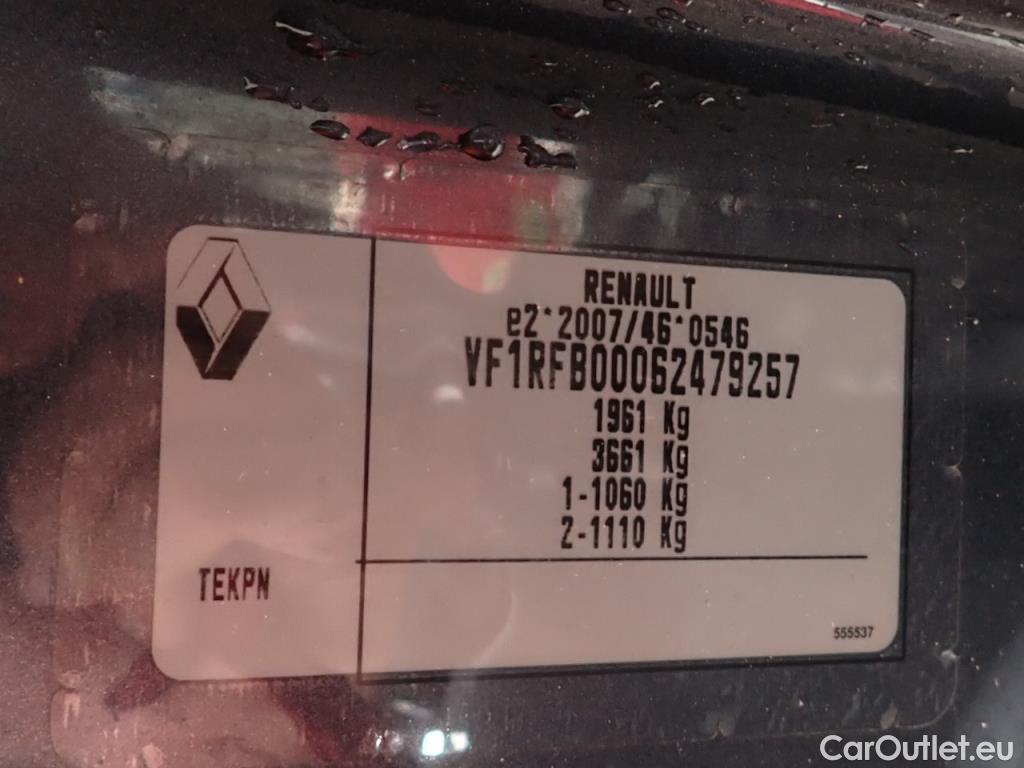 RENAULT
e2*2007/46*0546
VF1RFB00062479257
1961 Kg
3661 Kg
1-1060 Kg
2-1110 Kg
TEKPN
555537
CarOutlet.eu